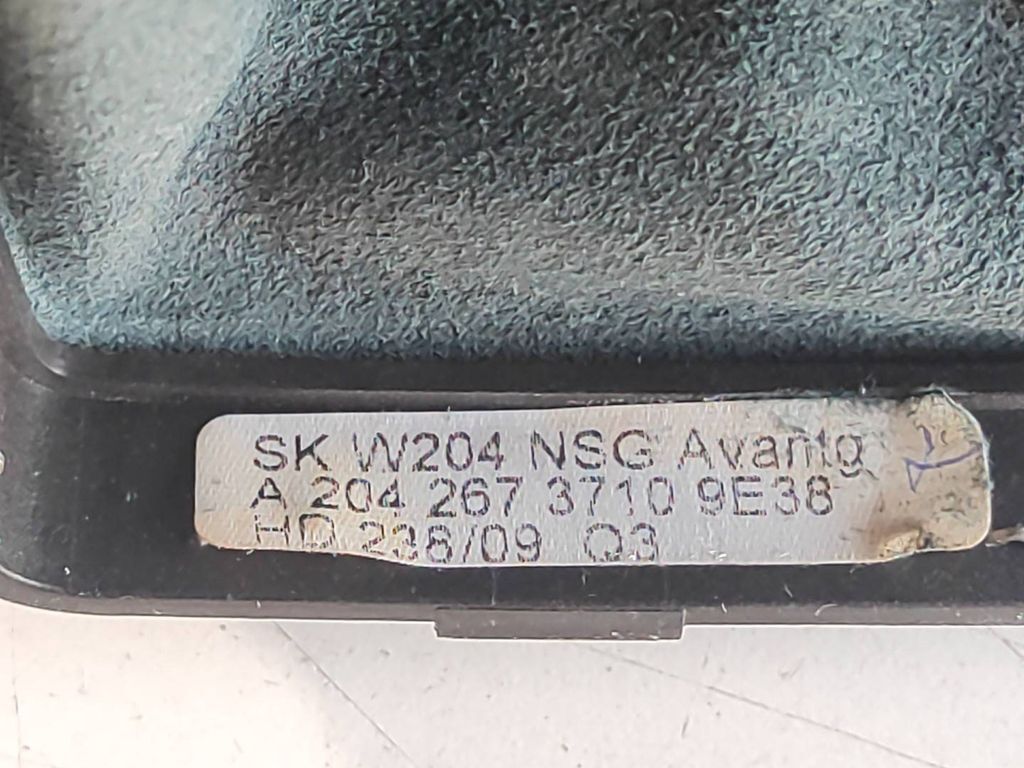 SK W204 NSG Avantg
A 204 267 3710 9E38
HD 238/09 Q3